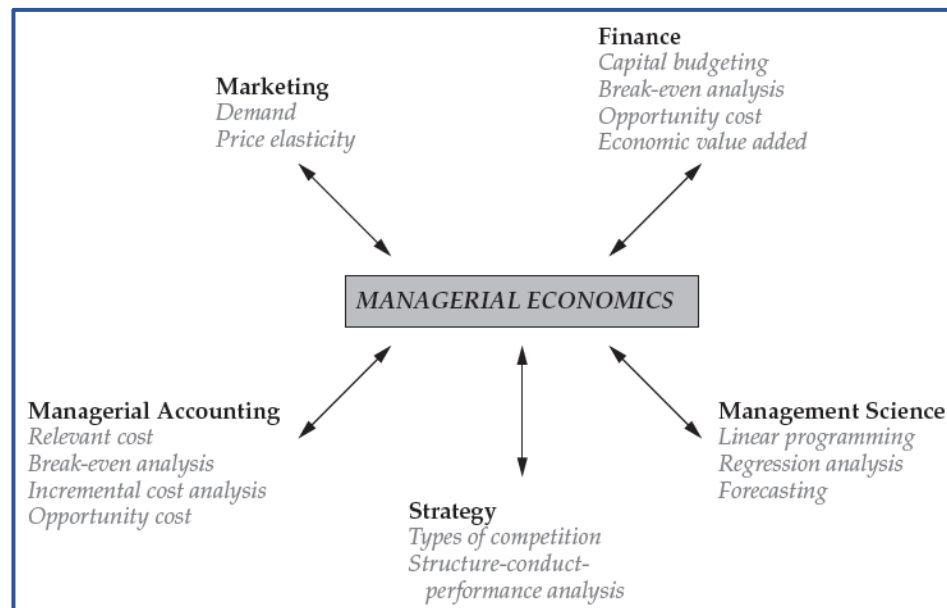 Marketing
Demand
Price elasticity
Finance
Capital budgeting
Break-even analysis
Opportunity cost
Economic value added
MANAGERIAL ECONOMICS
Managerial Accounting
Relevant cost
Break-even analysis
Incremental cost analysis
Opportunity cost
Strategy
Types of competition
Structure-conduct-
performance analysis
Management Science
Linear programming
Regression analysis
Forecasting